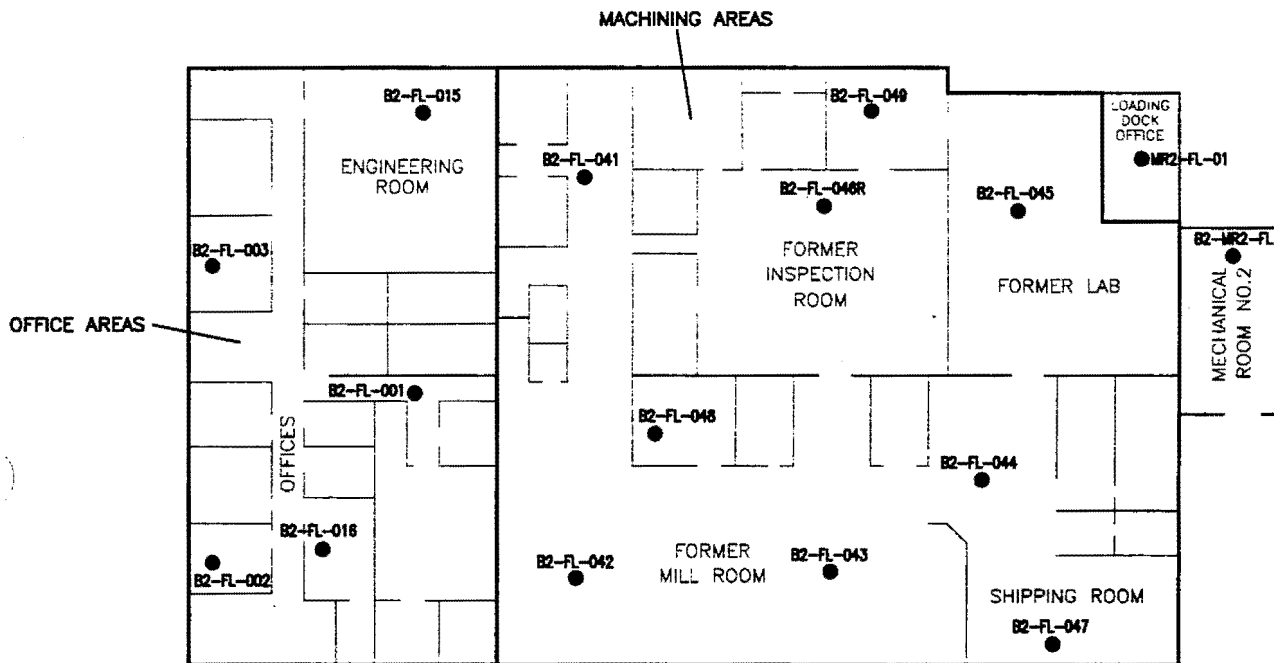 MACHINING AREAS
B2-FL-015
B2-FL-049
LOADING
DOCK
OFFICE
MR2-FL-01
ENGINEERING
ROOM
B2-FL-041
B2-FL-046R
B2-FL-045
B2-FL-003
FORMER
INSPECTION
ROOM
FORMER LAB
B2-MR2-FL
MECHANICAL
ROOM NO.2
OFFICE AREAS
B2-FL-001
OFFICES
B2-FL-048
B2-FL-044
B2-FL-016
B2-FL-002
B2-FL-042
FORMER
MILL ROOM
B2-FL-043
SHIPPING ROOM
B2-FL-047